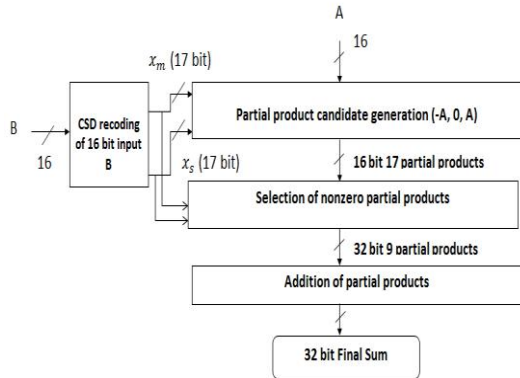 A
16
x_m (17 bit)
CSD recoding
of 16 bit input
B
B
16
Partial product candidate generation (-A, 0, A)
x_s (17 bit)
16 bit 17 partial products
Selection of nonzero partial products
32 bit 9 partial products
Addition of partial products
32 bit Final Sum